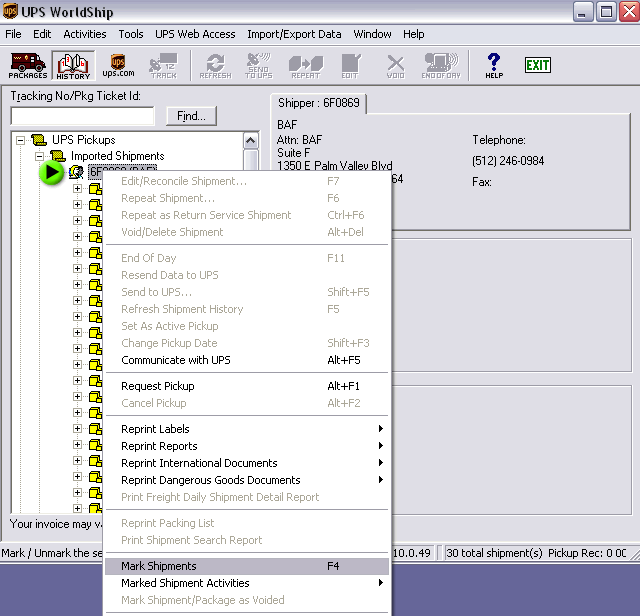 UPS WorldShip
File Edit Activities Tools UPS Web Access Import/Export Data Window Help
PACKAGES HISTORY ups.com TRACK REFRESH SEND TO UPS REPEAT EDIT VOID END OF DAY HELP EXIT
Tracking No/Pkg Ticket Id:
Find...
UPS Pickups
Imported Shipments
6F0869 (BAF)
Shipper : 6F0869
BAF
Attn: BAF
Suite F
1350 E Palm Valley Blvd
64
Telephone:
(512) 246-0984
Fax:
Edit/Reconcile Shipment... F7
Repeat Shipment... F6
Repeat as Return Service Shipment Ctrl+F6
Void/Delete Shipment Alt+Del
End Of Day F11
Resend Data to UPS
Send to UPS... Shift+F5
Refresh Shipment History F5
Set As Active Pickup
Change Pickup Date Shift+F3
Communicate with UPS Alt+F5
Request Pickup Alt+F1
Cancel Pickup Alt+F2
Reprint Labels
Reprint Reports
Reprint International Documents
Reprint Dangerous Goods Documents
Print Freight Daily Shipment Detail Report
Reprint Packing List
Print Shipment Search Report
Mark Shipments F4
Marked Shipment Activities
Mark Shipment/Package as Voided
Your invoice may va
Mark / Unmark the se
10.0.49 30 total shipment(s) Pickup Rec: 0 00